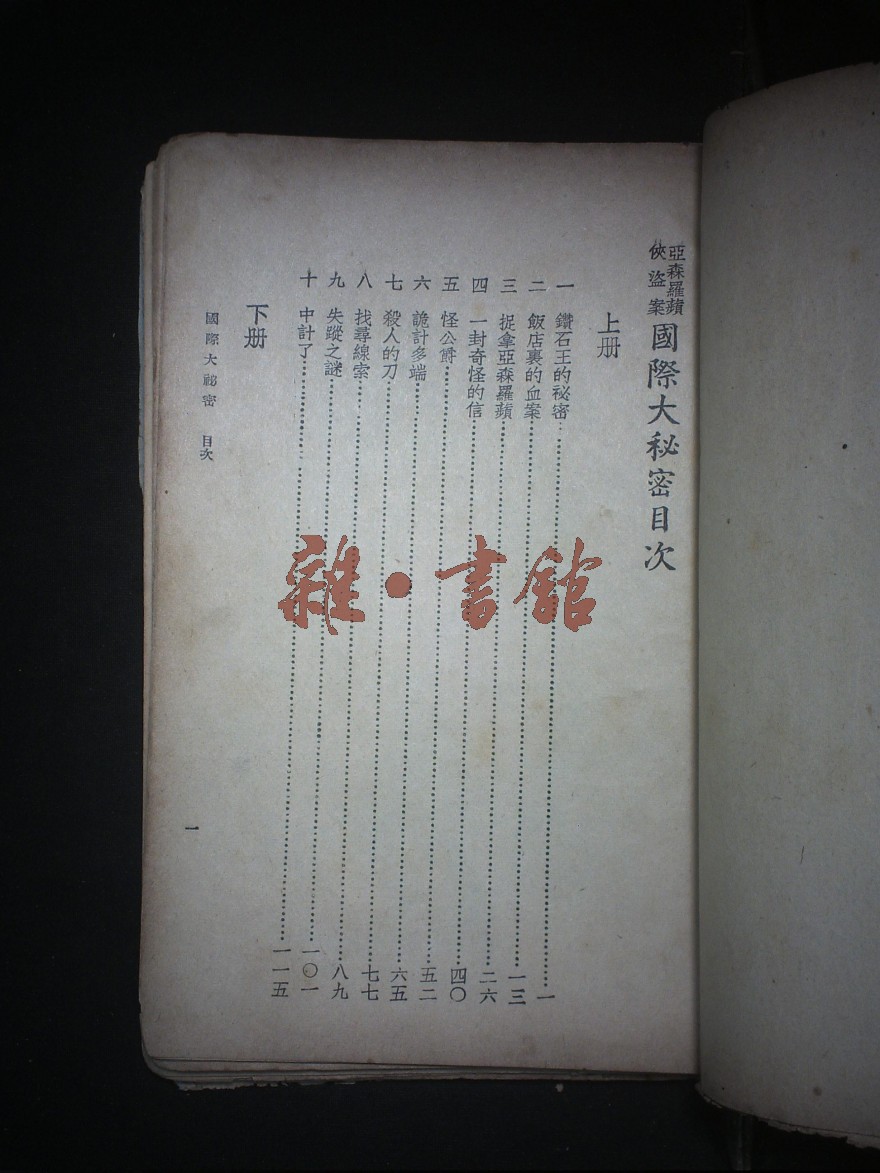 亞森羅蘋
俠盜案
國際大秘密目次
上册
一 鑽石王的祕密……一
二 飯店裏的血案……一三
三 捉拿亞森羅蘋……二六
四 一封奇怪的信……四〇
五 怪公爵……五二
六 詭計多端……六五
七 殺人的刀……七七
八 找尋線索……八九
九 失蹤之謎……一〇一
十 中計了……一一五
下册
國際大祕密 目次
一
雜·書館